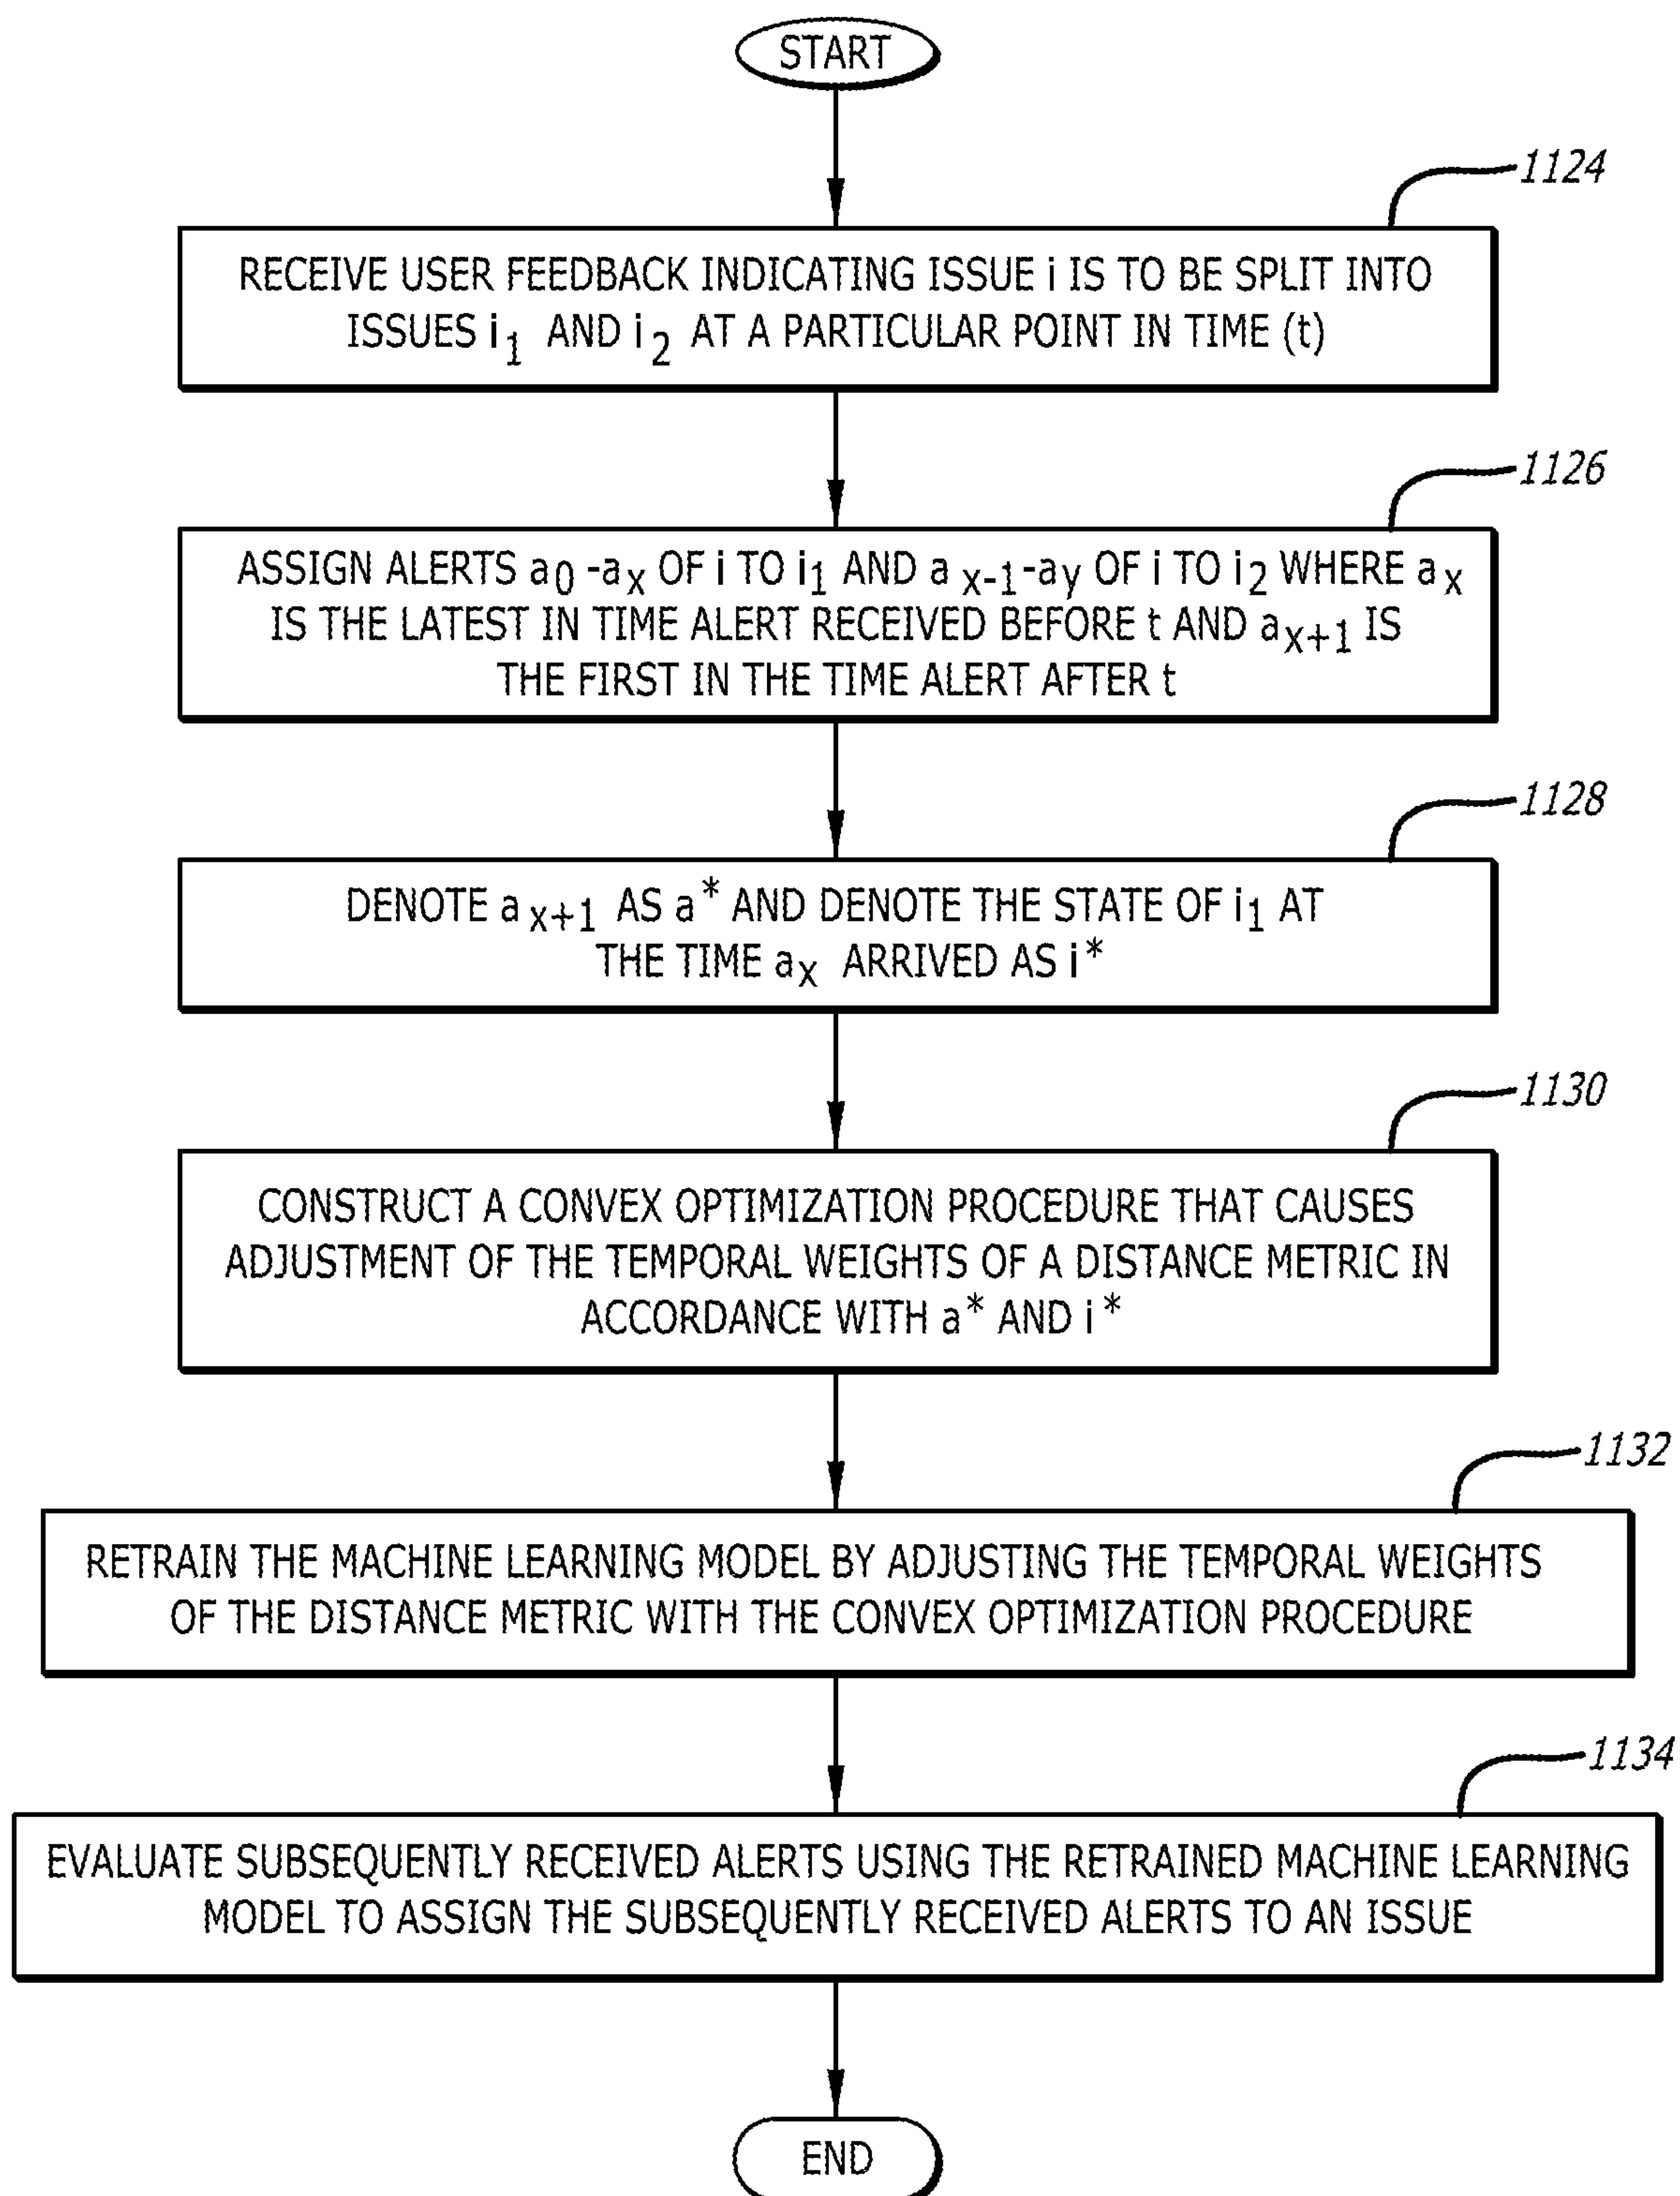 START
1124
RECEIVE USER FEEDBACK INDICATING ISSUE i IS TO BE SPLIT INTO
ISSUES i₁ AND i₂ AT A PARTICULAR POINT IN TIME (t)
1126
ASSIGN ALERTS a₀ -aₓ OF i TO i₁ AND a x-1-ay OF i TO i₂ WHERE aₓ
IS THE LATEST IN TIME ALERT RECEIVED BEFORE t AND ax+1 IS
THE FIRST IN THE TIME ALERT AFTER t
1128
DENOTE a x+1 AS a* AND DENOTE THE STATE OF i₁ AT
THE TIME aₓ ARRIVED AS i*
1130
CONSTRUCT A CONVEX OPTIMIZATION PROCEDURE THAT CAUSES
ADJUSTMENT OF THE TEMPORAL WEIGHTS OF A DISTANCE METRIC IN
ACCORDANCE WITH a* AND i*
1132
RETRAIN THE MACHINE LEARNING MODEL BY ADJUSTING THE TEMPORAL WEIGHTS
OF THE DISTANCE METRIC WITH THE CONVEX OPTIMIZATION PROCEDURE
1134
EVALUATE SUBSEQUENTLY RECEIVED ALERTS USING THE RETRAINED MACHINE LEARNING
MODEL TO ASSIGN THE SUBSEQUENTLY RECEIVED ALERTS TO AN ISSUE
END